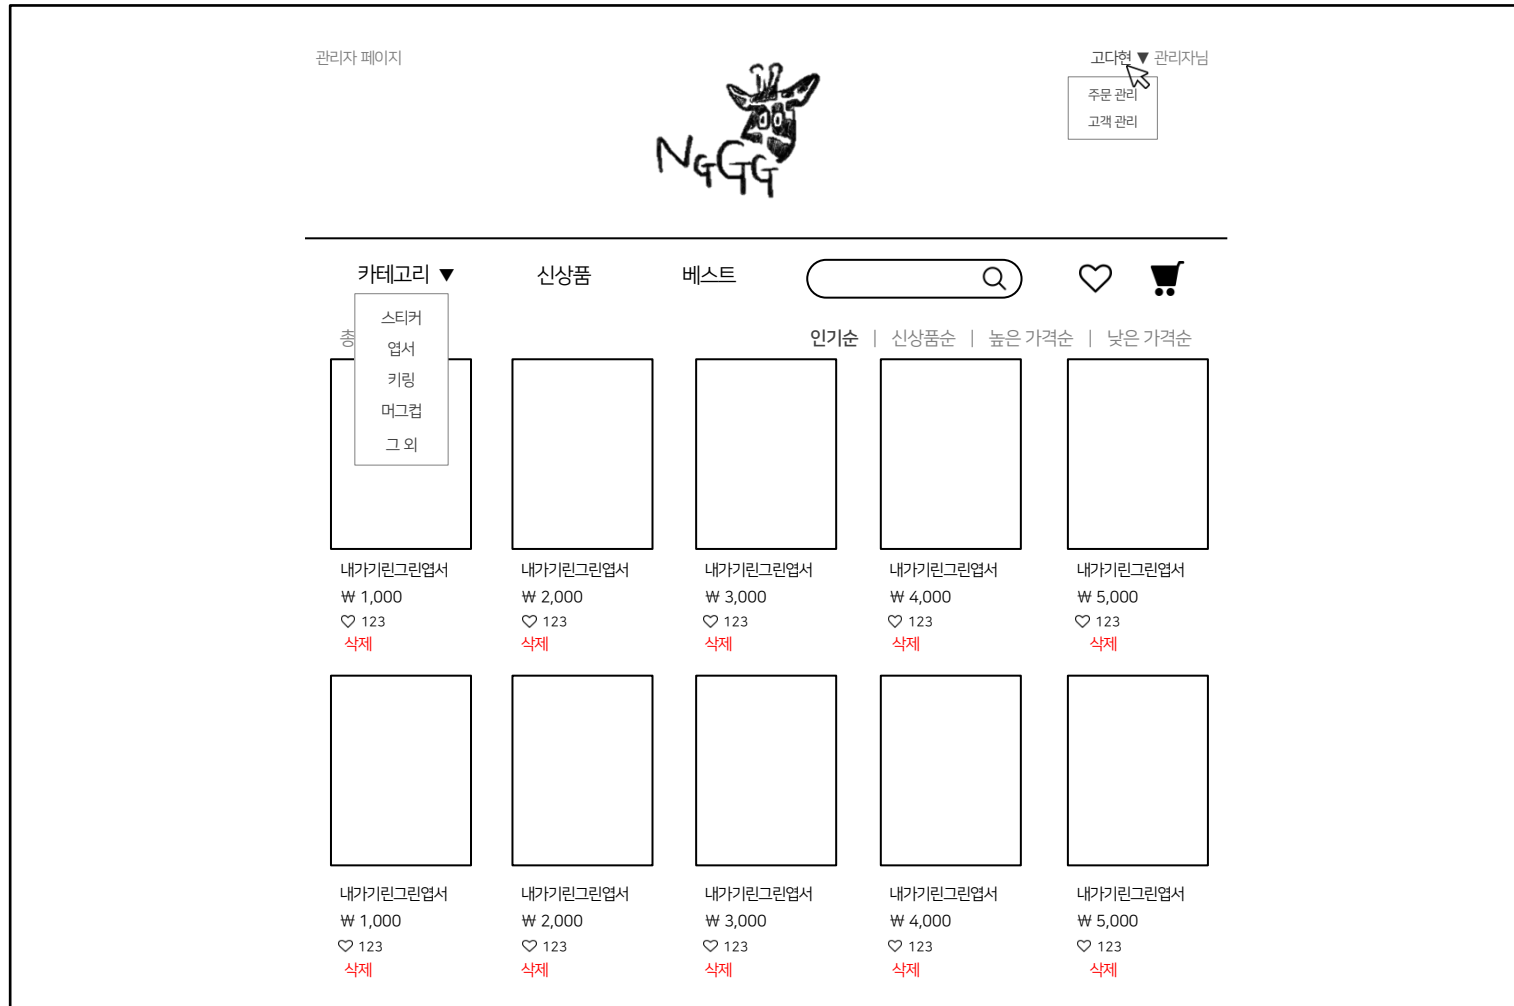 관리자 페이지
고다현 ▼ 관리자님
주문 관리
고객 관리
NGGG
카테고리 ▼ 신상품 베스트
스티커
엽서
키링
머그컵
그 외
총
인기순 | 신상품순 | 높은 가격순 | 낮은 가격순
내가기린그린엽서 내가기린그린엽서 내가기린그린엽서 내가기린그린엽서 내가기린그린엽서
₩ 1,000 ₩ 2,000 ₩ 3,000 ₩ 4,000 ₩ 5,000
♡ 123 ♡ 123 ♡ 123 ♡ 123 ♡ 123
삭제 삭제 삭제 삭제 삭제
내가기린그린엽서 내가기린그린엽서 내가기린그린엽서 내가기린그린엽서 내가기린그린엽서
₩ 1,000 ₩ 2,000 ₩ 3,000 ₩ 4,000 ₩ 5,000
♡ 123 ♡ 123 ♡ 123 ♡ 123 ♡ 123
삭제 삭제 삭제 삭제 삭제